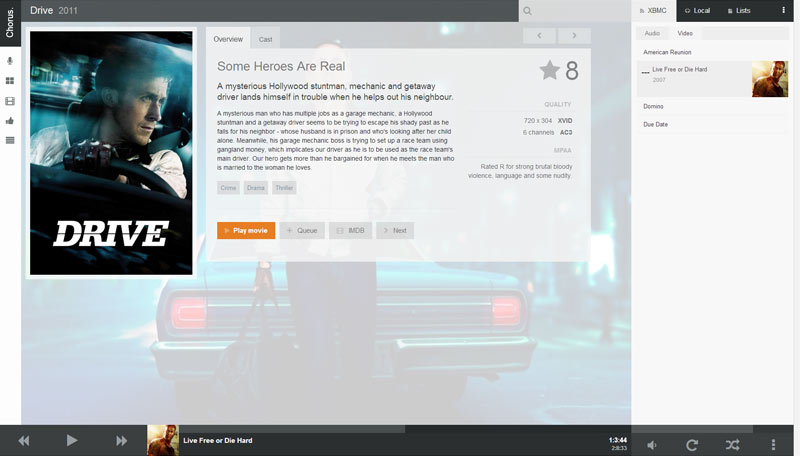 Chorus.
Drive 2011
XBMC
Local
Lists
Overview
Cast
Audio
Video
Some Heroes Are Real
8
A mysterious Hollywood stuntman, mechanic and getaway
driver lands himself in trouble when he helps out his neighbour.
A mysterious man who has multiple jobs as a garage mechanic, a Hollywood
stuntman and a getaway driver seems to be trying to escape his shady past as he
falls for his neighbor - whose husband is in prison and who's looking after her child
alone. Meanwhile, his garage mechanic boss is trying to set up a race team using
gangland money, which implicates our driver as he is to be used as the race team's
main driver. Our hero gets more than he bargained for when he meets the man who
is married to the woman he loves.
Crime
Drama
Thriller
QUALITY
720 x 304 XVID
6 channels AC3
MPAA
Rated R for strong brutal bloody
violence, language and some nudity.
Play movie
Queue
IMDB
Next
DRIVE
American Reunion
Live Free or Die Hard
2007
Domino
Due Date
Live Free or Die Hard
1:3:44
2:8:33